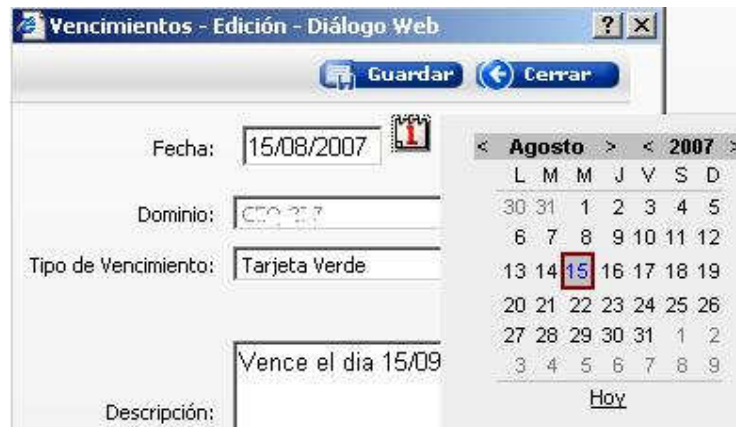 Vencimientos - Edición - Diálogo Web ? X
Guardar Cerrar
Fecha: 15/08/2007 1
Dominio:
Tipo de Vencimiento: Tarjeta Verde
Vence el dia 15/09
Descripción:
< Agosto > < 2007 >
L M M J V S D
30 31 1 2 3 4 5
6 7 8 9 10 11 12
13 14 15 16 17 18 19
20 21 22 23 24 25 26
27 28 29 30 31 1 2
3 4 5 6 7 8 9
Hoy